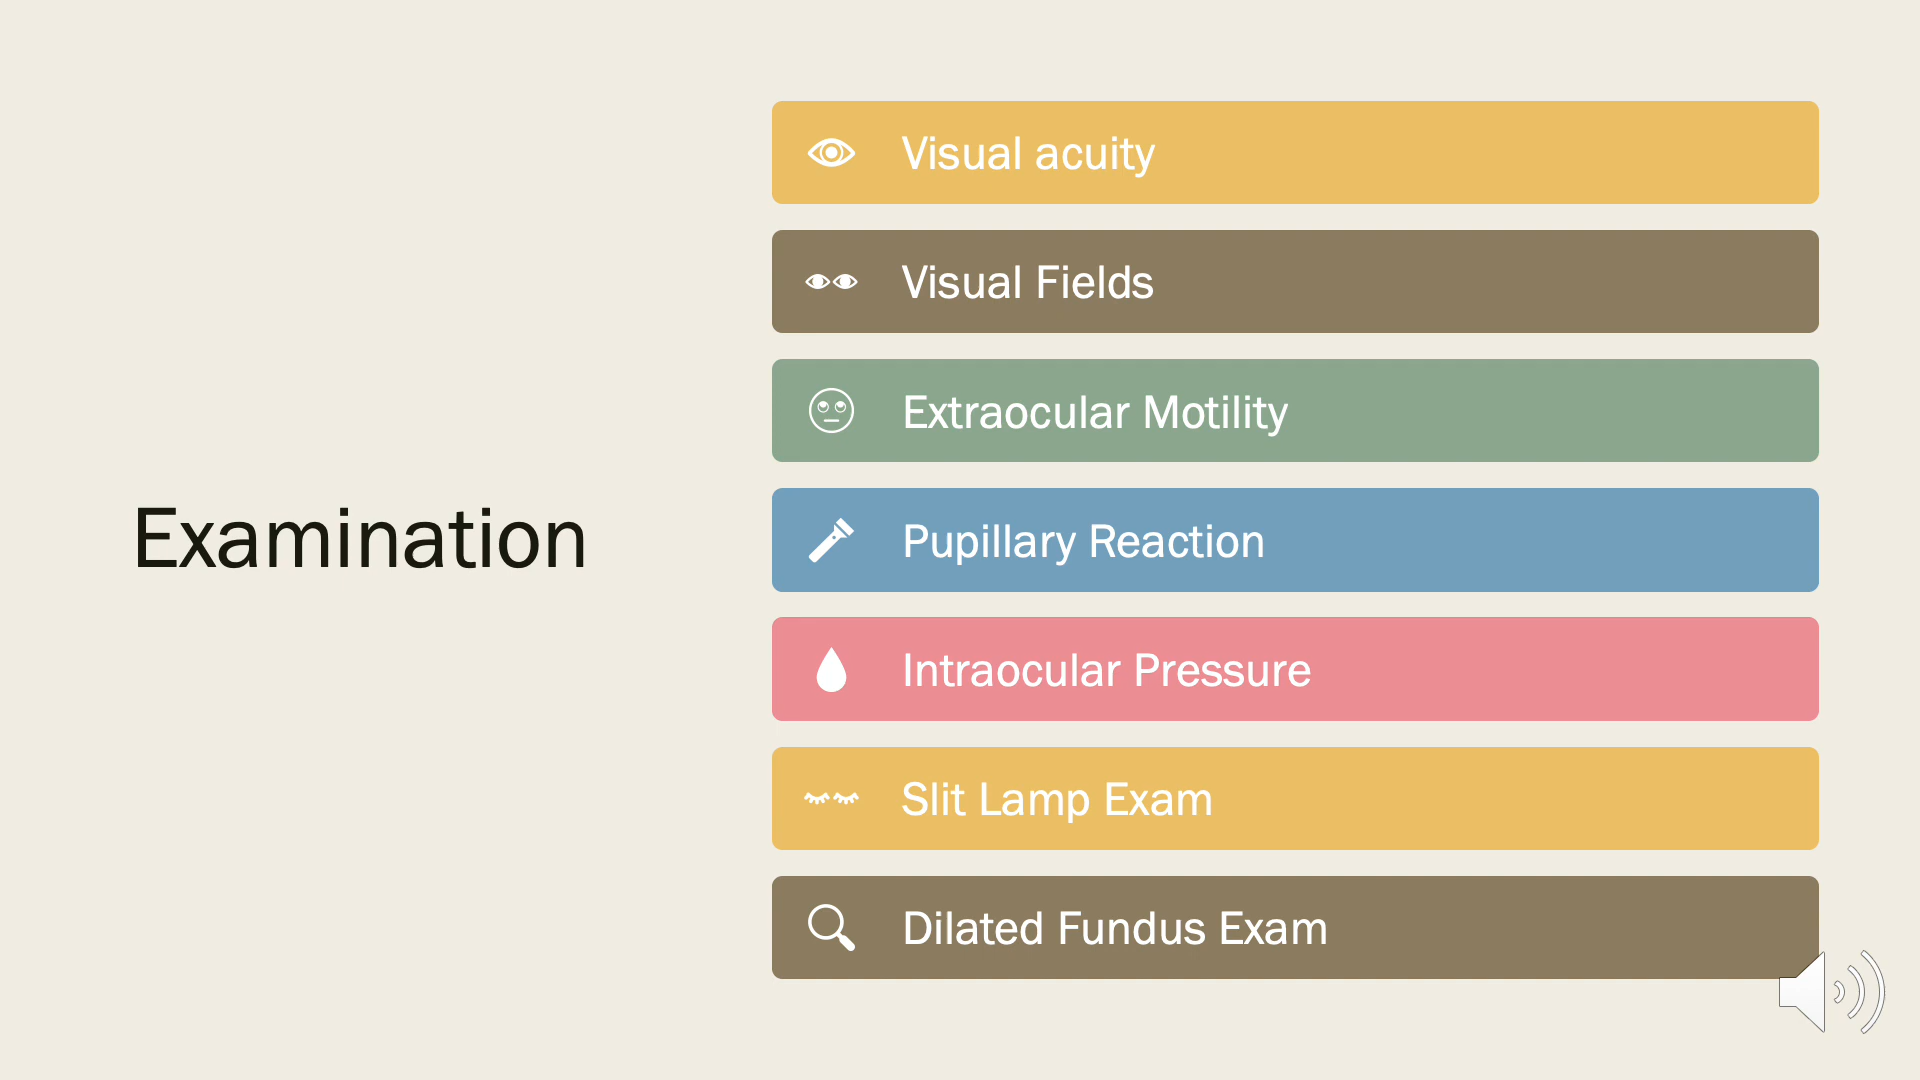 Examination
Visual acuity
Visual Fields
Extraocular Motility
Pupillary Reaction
Intraocular Pressure
Slit Lamp Exam
Dilated Fundus Exam